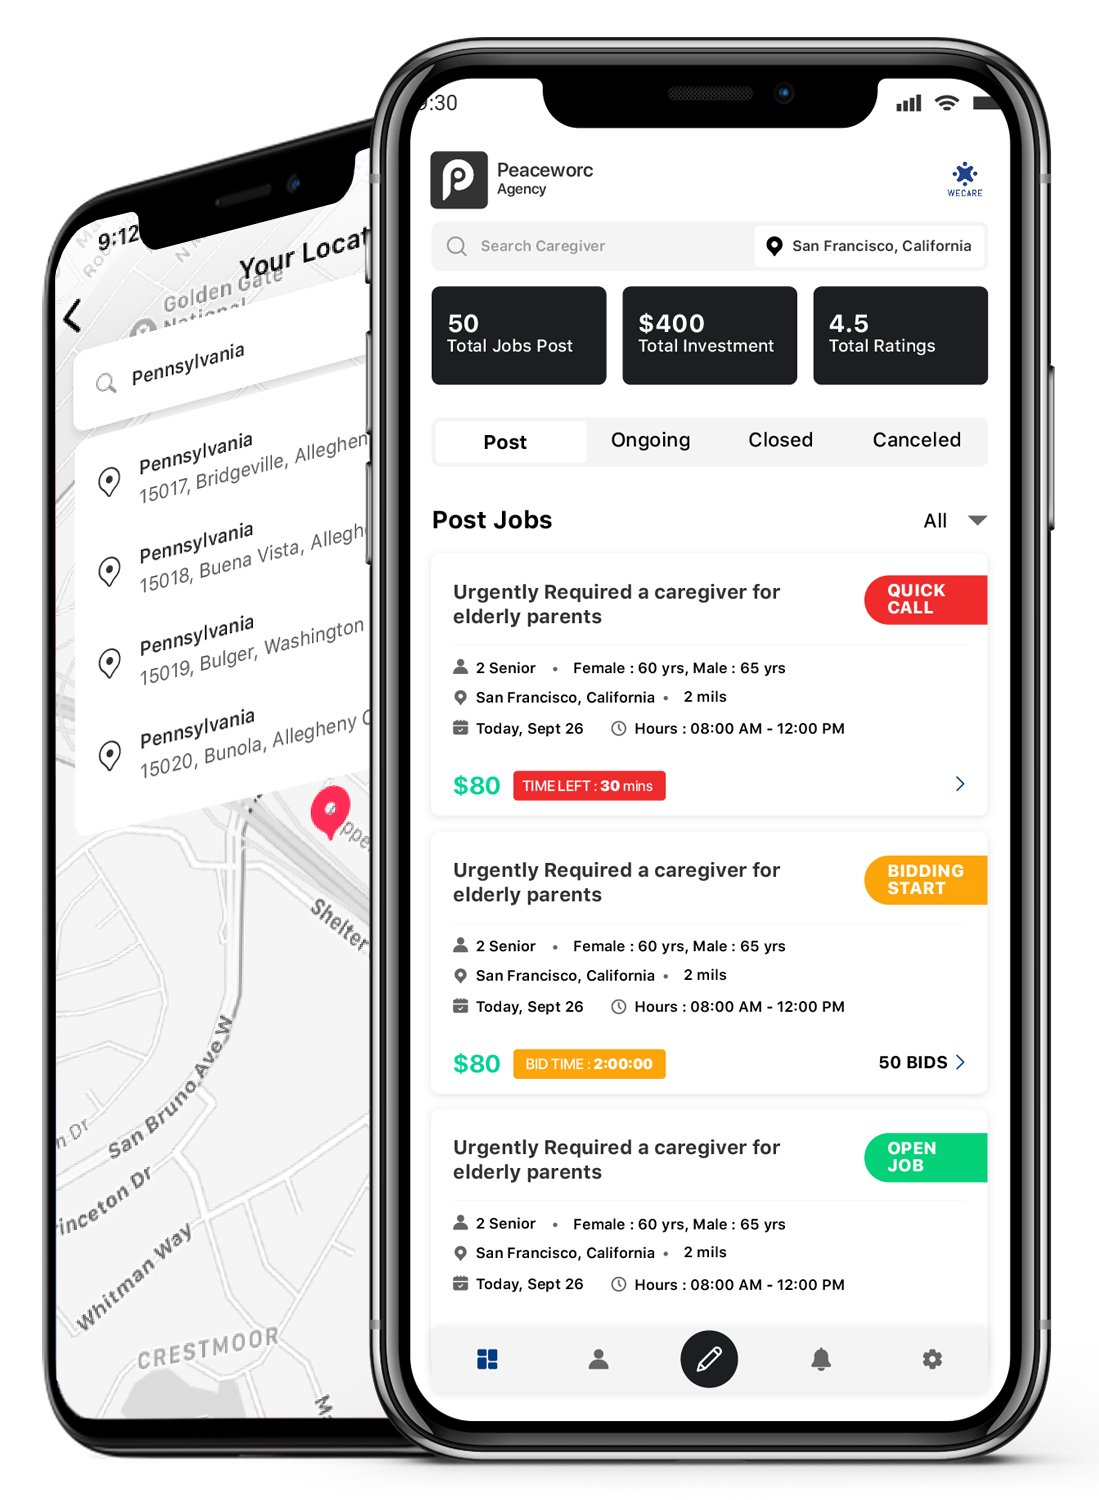 9:12
Your Locat
Golden Gate
National
Pennsylvania
Pennsylvania
15017, Bridgeville, Alleghen
Pennsylvania
15018, Buena Vista, Allegh
Pennsylvania
15019, Bulger, Washington
Pennsylvania
15020, Bunola, Allegheny C
Shelter
San Bruno Ave W
n Dr
inceton Dr
Whitman Way
CRESTMOOR
9:30
Peaceworc
Agency
WECARE
Search Caregiver
San Francisco, California
50
Total Jobs Post
$400
Total Investment
4.5
Total Ratings
Post Ongoing Closed Canceled
Post Jobs All
Urgently Required a caregiver for
elderly parents
QUICK
CALL
2 Senior • Female : 60 yrs, Male : 65 yrs
San Francisco, California • 2 mils
Today, Sept 26 Hours : 08:00 AM - 12:00 PM
$80 TIME LEFT : 30 mins
Urgently Required a caregiver for
elderly parents
BIDDING
START
2 Senior • Female : 60 yrs, Male : 65 yrs
San Francisco, California • 2 mils
Today, Sept 26 Hours : 08:00 AM - 12:00 PM
$80 BID TIME : 2:00:00 50 BIDS
Urgently Required a caregiver for
elderly parents
OPEN
JOB
2 Senior • Female : 60 yrs, Male : 65 yrs
San Francisco, California • 2 mils
Today, Sept 26 Hours : 08:00 AM - 12:00 PM